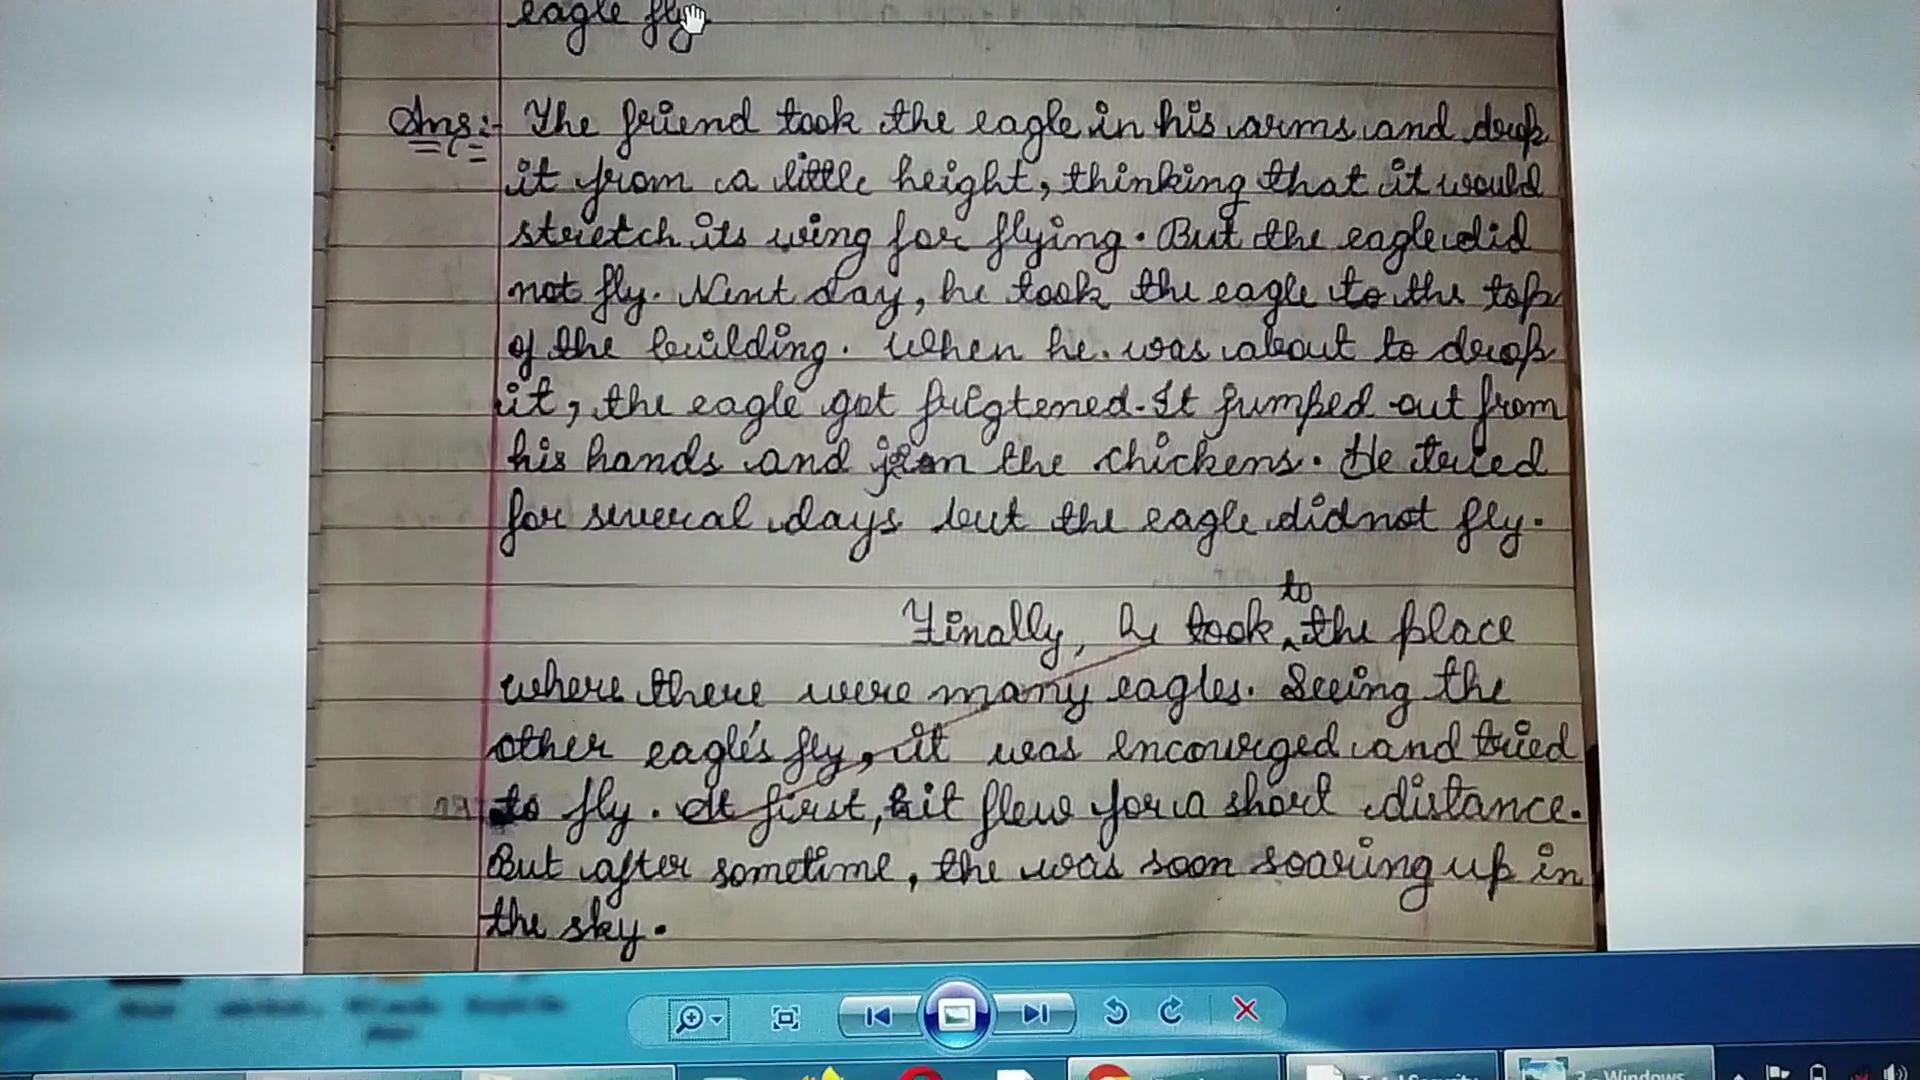 eagle fly
Ans:- The friend took the eagle in his arms and drop
it from a little height, thinking that it would
stretch its wing for flying. But the eagle did
not fly. Next day, he took the eagle to the top
of the building. When he was about to drop
it, the eagle got frigtened. It jumped out from
his hands and join the chickens. He tried
for several days but the eagle did not fly.
Finally, he took to the place
where there were many eagles. Seeing the
other eagle's fly, it was encourged and tried
to fly. At first, it flew for a short distance.
But after sometime, the was soon soaring up in
the sky.